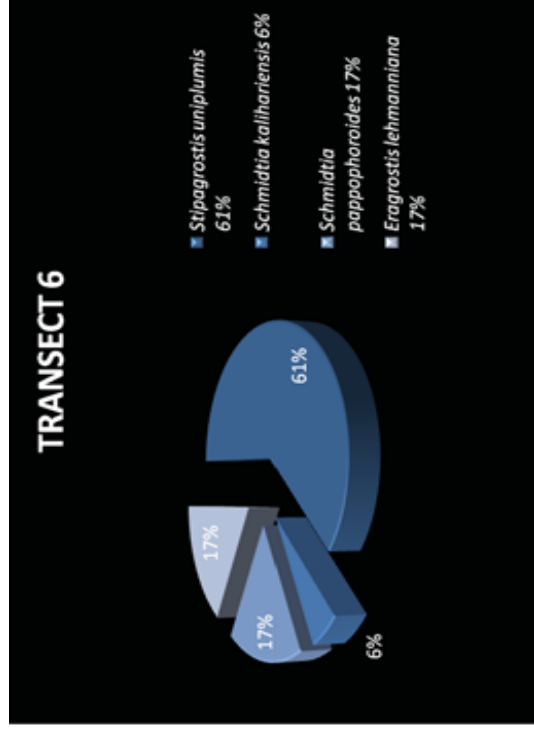 TRANSECT 6
61%
6%
17%
17%
Stipagrostis uniplumis
61%
Schmidtia kalihariensis 6%
Schmidtia
pappophoroides 17%
Eragrostis lehmanniana
17%